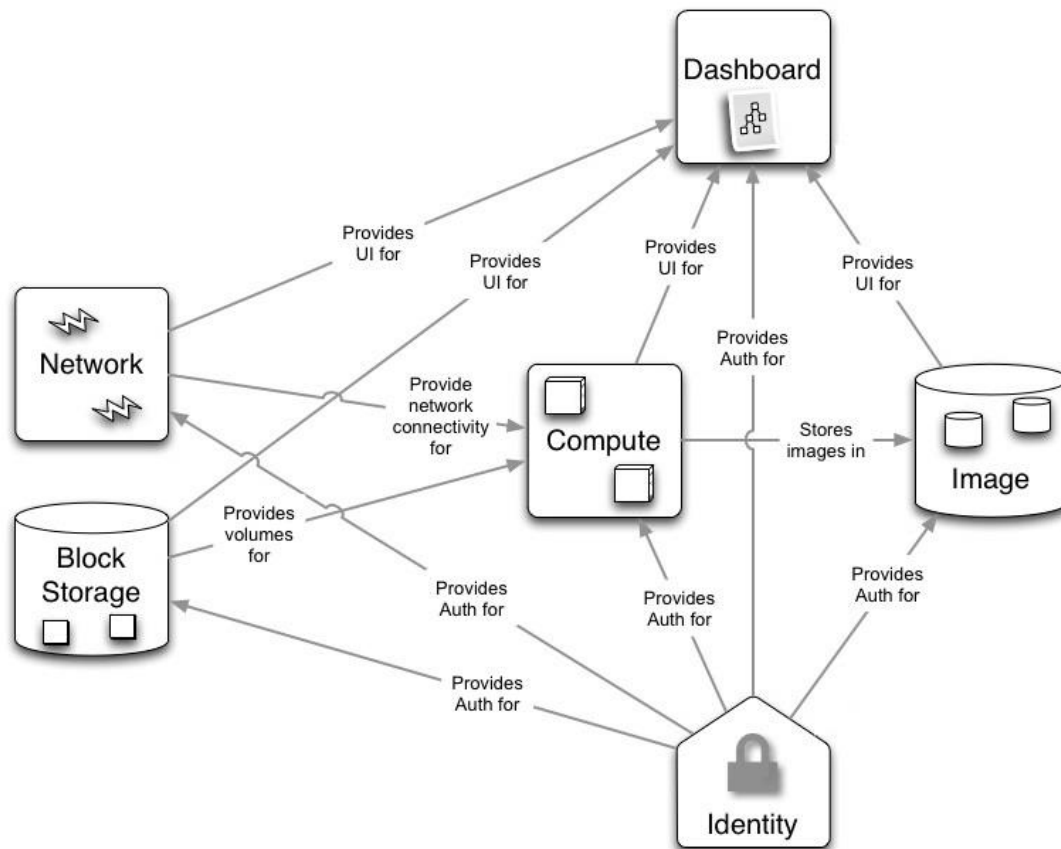 Dashboard
Provides
UI for
Provides
UI for
Provides
UI for
Provides
UI for
Network
Provides
Auth for
Provide
network
connectivity
for
Compute
Stores
images in
Image
Block
Storage
Provides
volumes
for
Provides
Auth for
Provides
Auth for
Provides
Auth for
Provides
Auth for
Identity